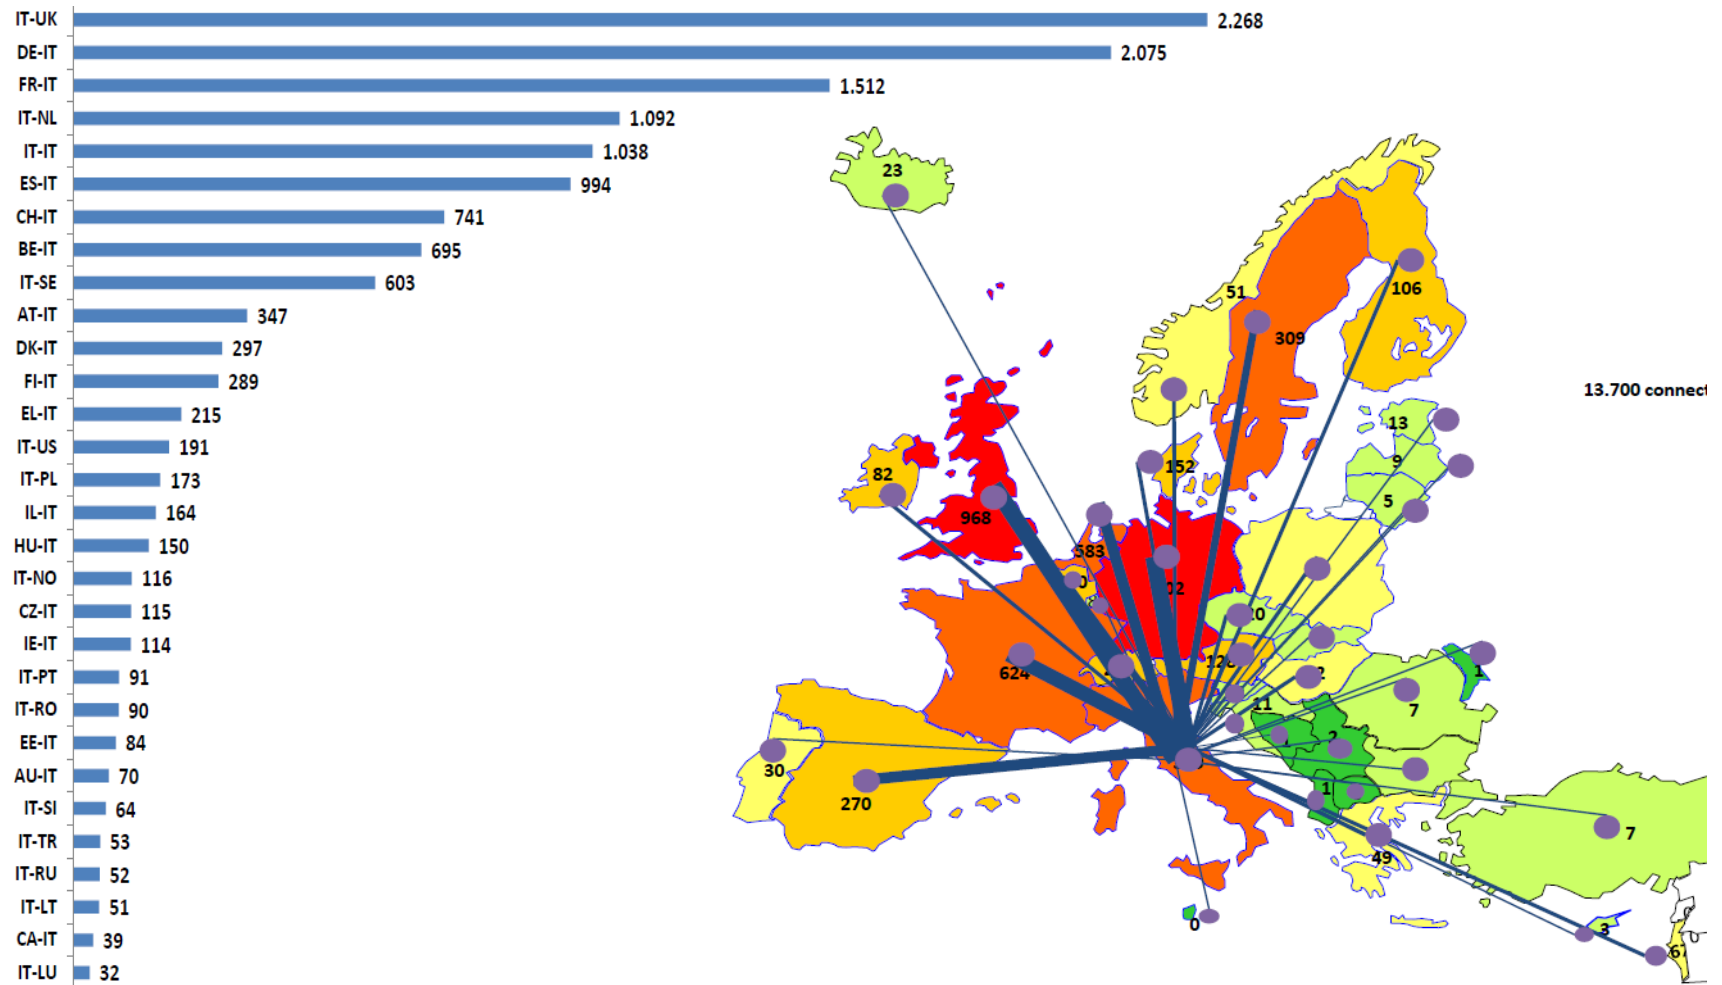 IT-UK 2.268
DE-IT 2.075
FR-IT 1.512
IT-NL 1.092
IT-IT 1.038
ES-IT 994
CH-IT 741
BE-IT 695
IT-SE 603
AT-IT 347
DK-IT 297
FI-IT 289
EL-IT 215
IT-US 191
IT-PL 173
IL-IT 164
HU-IT 150
IT-NO 116
CZ-IT 115
IE-IT 114
IT-PT 91
IT-RO 90
EE-IT 84
AU-IT 70
IT-SI 64
IT-TR 53
IT-RU 52
IT-LT 51
CA-IT 39
IT-LU 32
23
51
106
309
13.700 connect
13
152
9
82
5
968
583
624
11
1
7
2
30
270
1
7
49
0
3